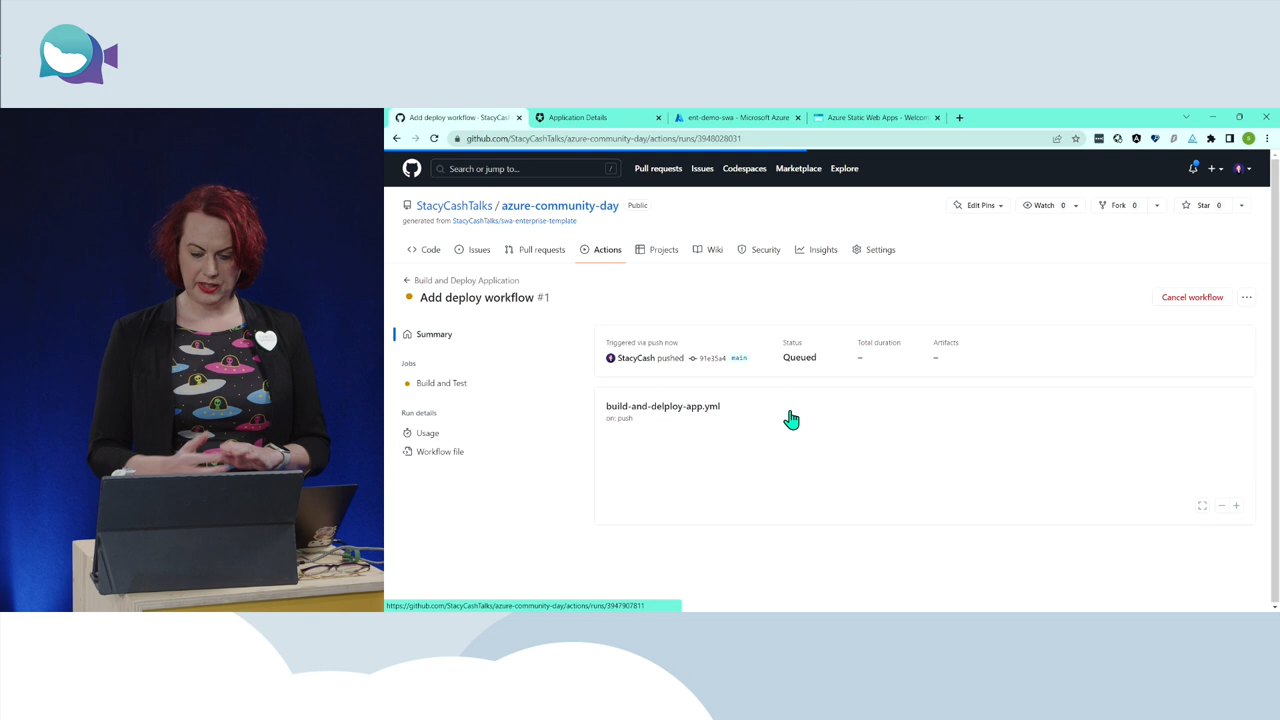 Add deploy workflow · StacyCash
Application Details
ent-demo-swa - Microsoft Azure
Azure Static Web Apps - Welcom
github.com/StacyCashTalks/azure-community-day/actions/runs/3948028031
Search or jump to...
/
Pull requests
Issues
Codespaces
Marketplace
Explore
StacyCashTalks / azure-community-day
Public
Edit Pins
Watch 0
Fork 0
Star 0
generated from StacyCashTalks/swa-enterprise-template
Code
Issues
Pull requests
Actions
Projects
Wiki
Security
Insights
Settings
Build and Deploy Application
Add deploy workflow #1
Cancel workflow
Summary
Jobs
Build and Test
Run details
Usage
Workflow file
Triggered via push now
StacyCash pushed 91e35a4 main
Status
Queued
Total duration
–
Artifacts
–
build-and-delploy-app.yml
on: push
https://github.com/StacyCashTalks/azure-community-day/actions/runs/3947907811